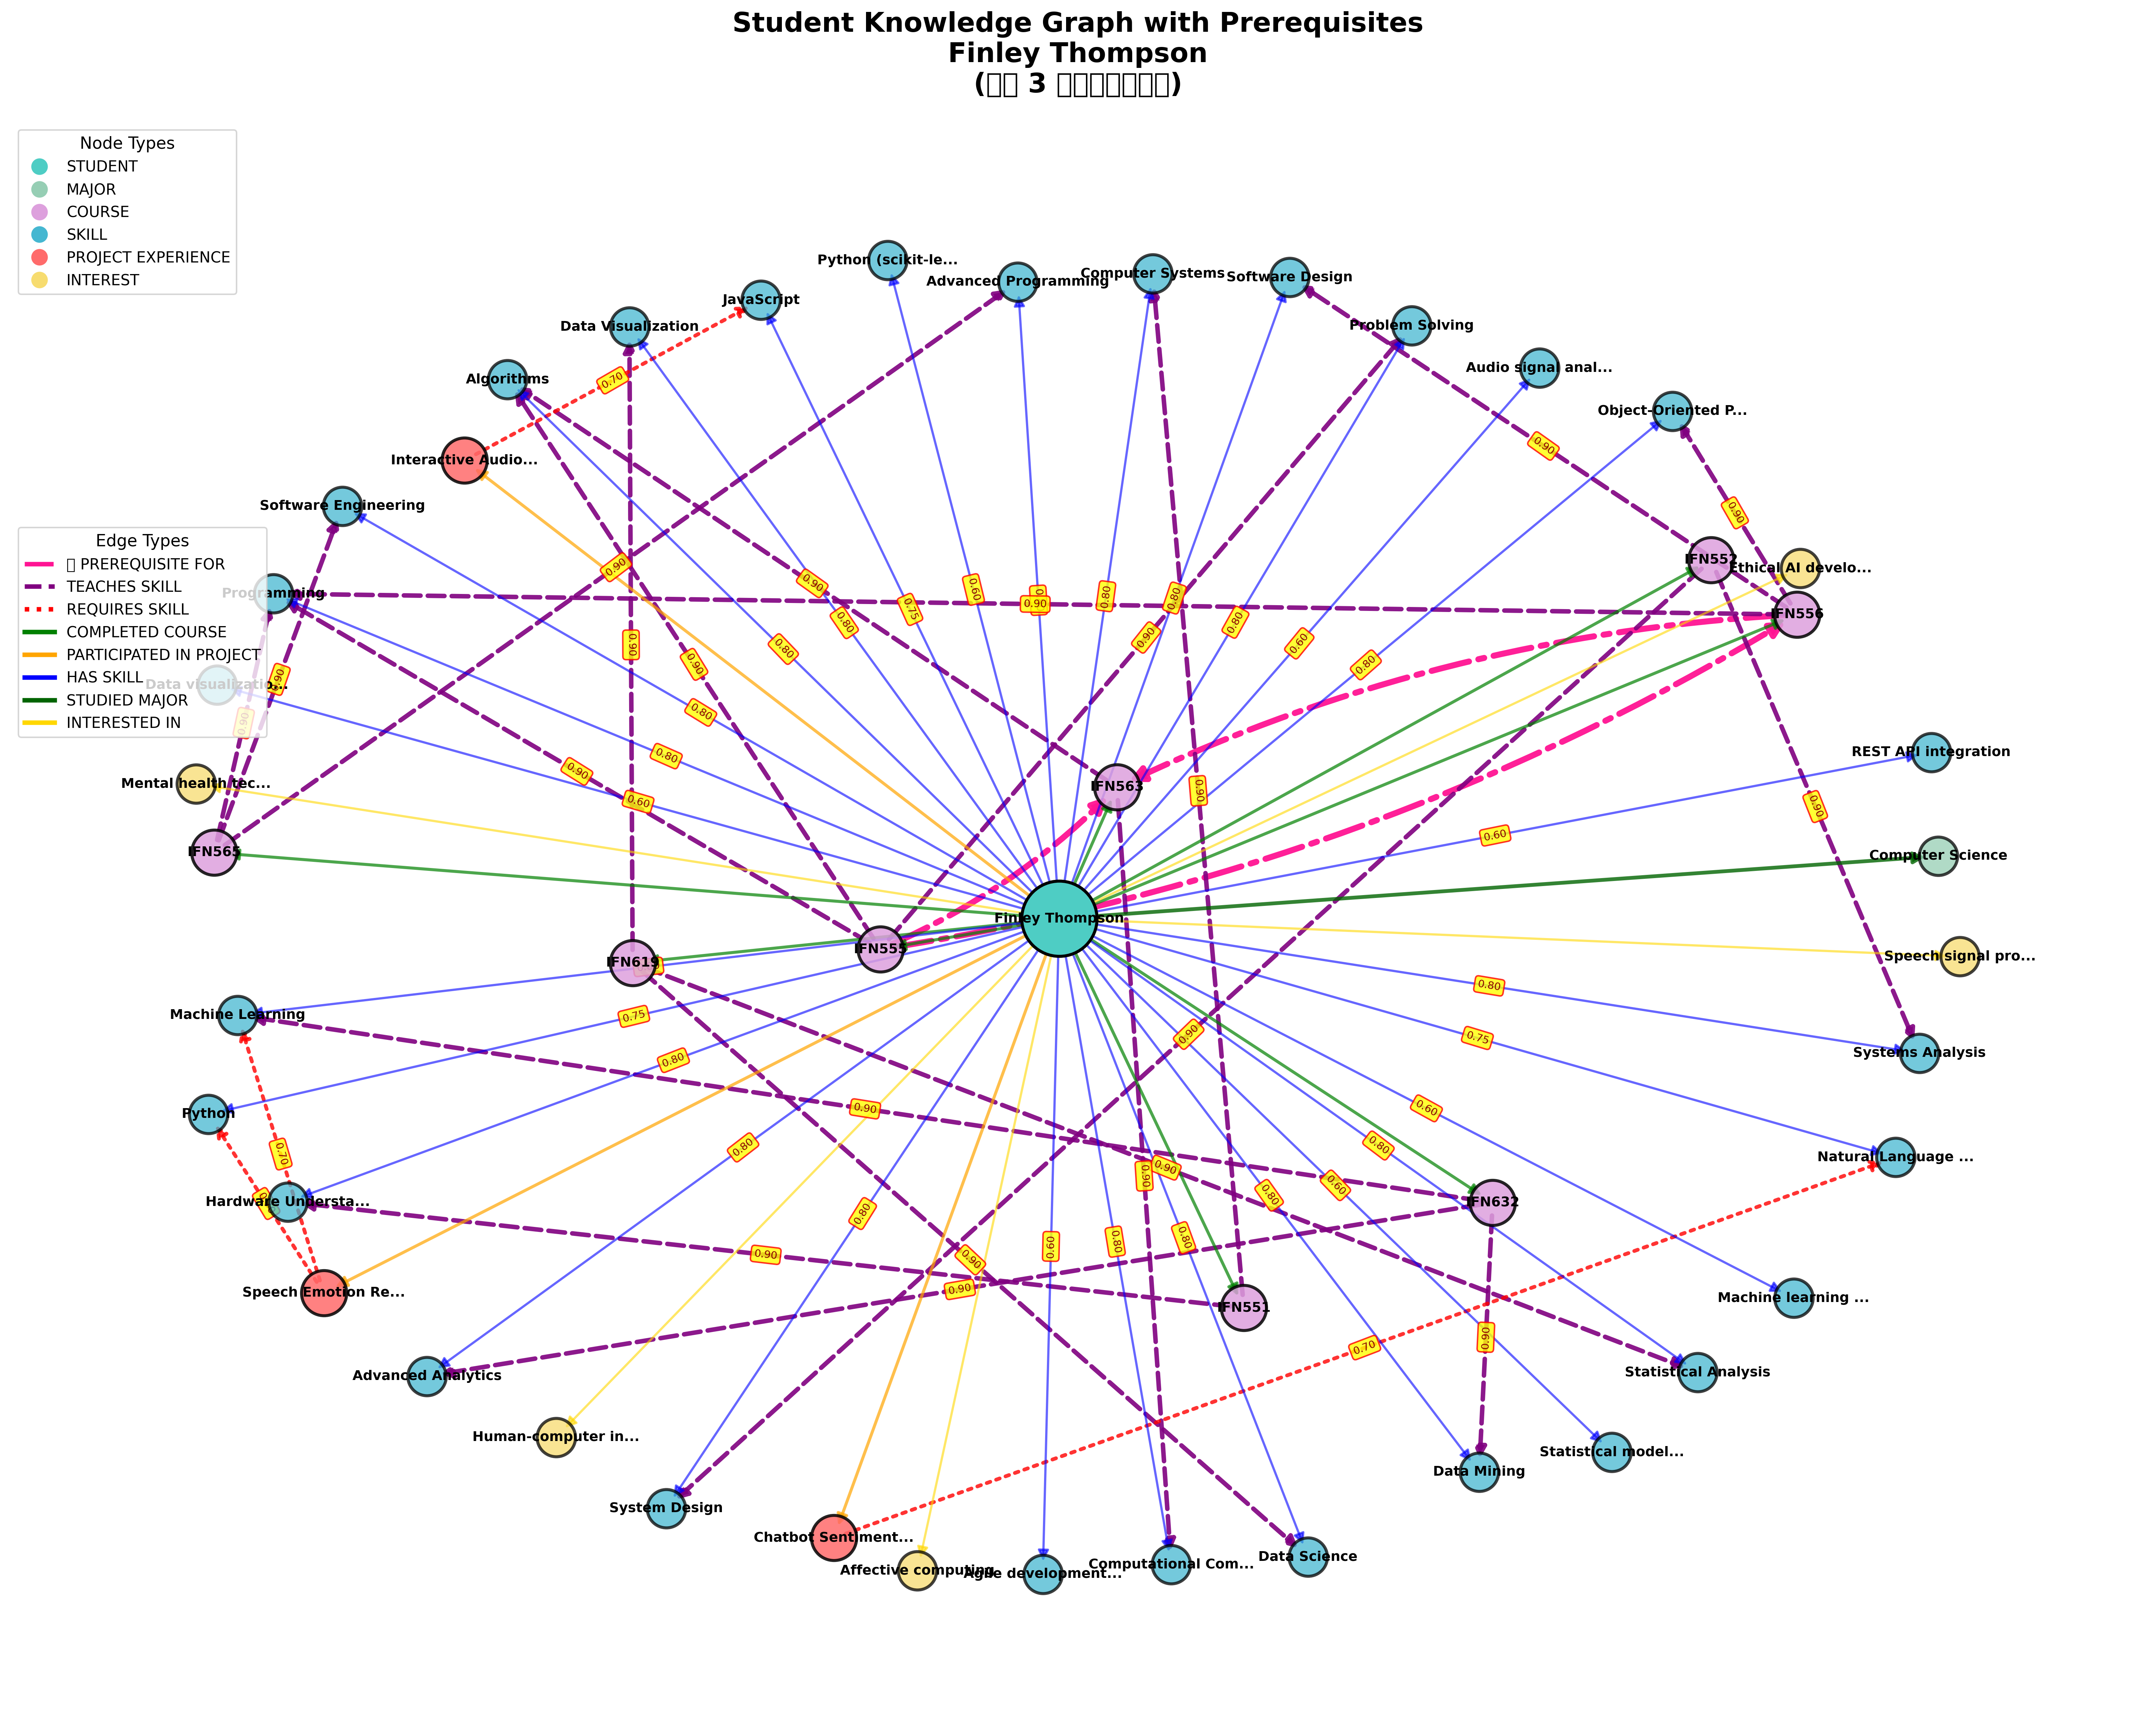 Student Knowledge Graph with Prerequisites
Finley Thompson
(□□ 3 □□□□□□□)
Node Types
STUDENT
MAJOR
COURSE
SKILL
PROJECT EXPERIENCE
INTEREST
Python (scikit-le...
Advanced Programming
Computer Systems
Software Design
JavaScript
Data Visualization
Problem Solving
Algorithms
0.70
Audio signal anal...
Object-Oriented P...
Interactive Audio...
0.90
Software Engineering
0.90
Edge Types
□ PREREQUISITE FOR
TEACHES SKILL
REQUIRES SKILL
COMPLETED COURSE
PARTICIPATED IN PROJECT
HAS SKILL
STUDIED MAJOR
INTERESTED IN
IFN552
Ethical AI develo...
0.90
0.90
0.60
0.80
0.80
Programming
0.90
IFN556
0.75
0.80
0.80
0.90
0.90
0.60
0.80
0.90
0.80
0.90
Data visualizatio...
0.80
0.90
0.80
REST API integration
0.90
0.60
Mental health tec...
IFN563
0.90
0.90
0.60
IFN565
Computer Science
Finley Thompson
IFN555
IFN619
Speech signal pro...
0.80
Machine Learning
0.75
0.90
0.75
Systems Analysis
0.80
Python
0.90
0.60
0.80
0.80
0.70
Natural Language ...
0.90
0.90
0.60
0.80
Hardware Understa...
IFN632
0.80
0.60
0.80
0.80
0.90
0.90
0.90
Speech Emotion Re...
Machine learning ...
IFN551
0.90
0.70
Advanced Analytics
Statistical Analysis
Human-computer in...
Statistical model...
Data Mining
System Design
Chatbot Sentiment...
Affective computing
Agile development...
Computational Com...
Data Science